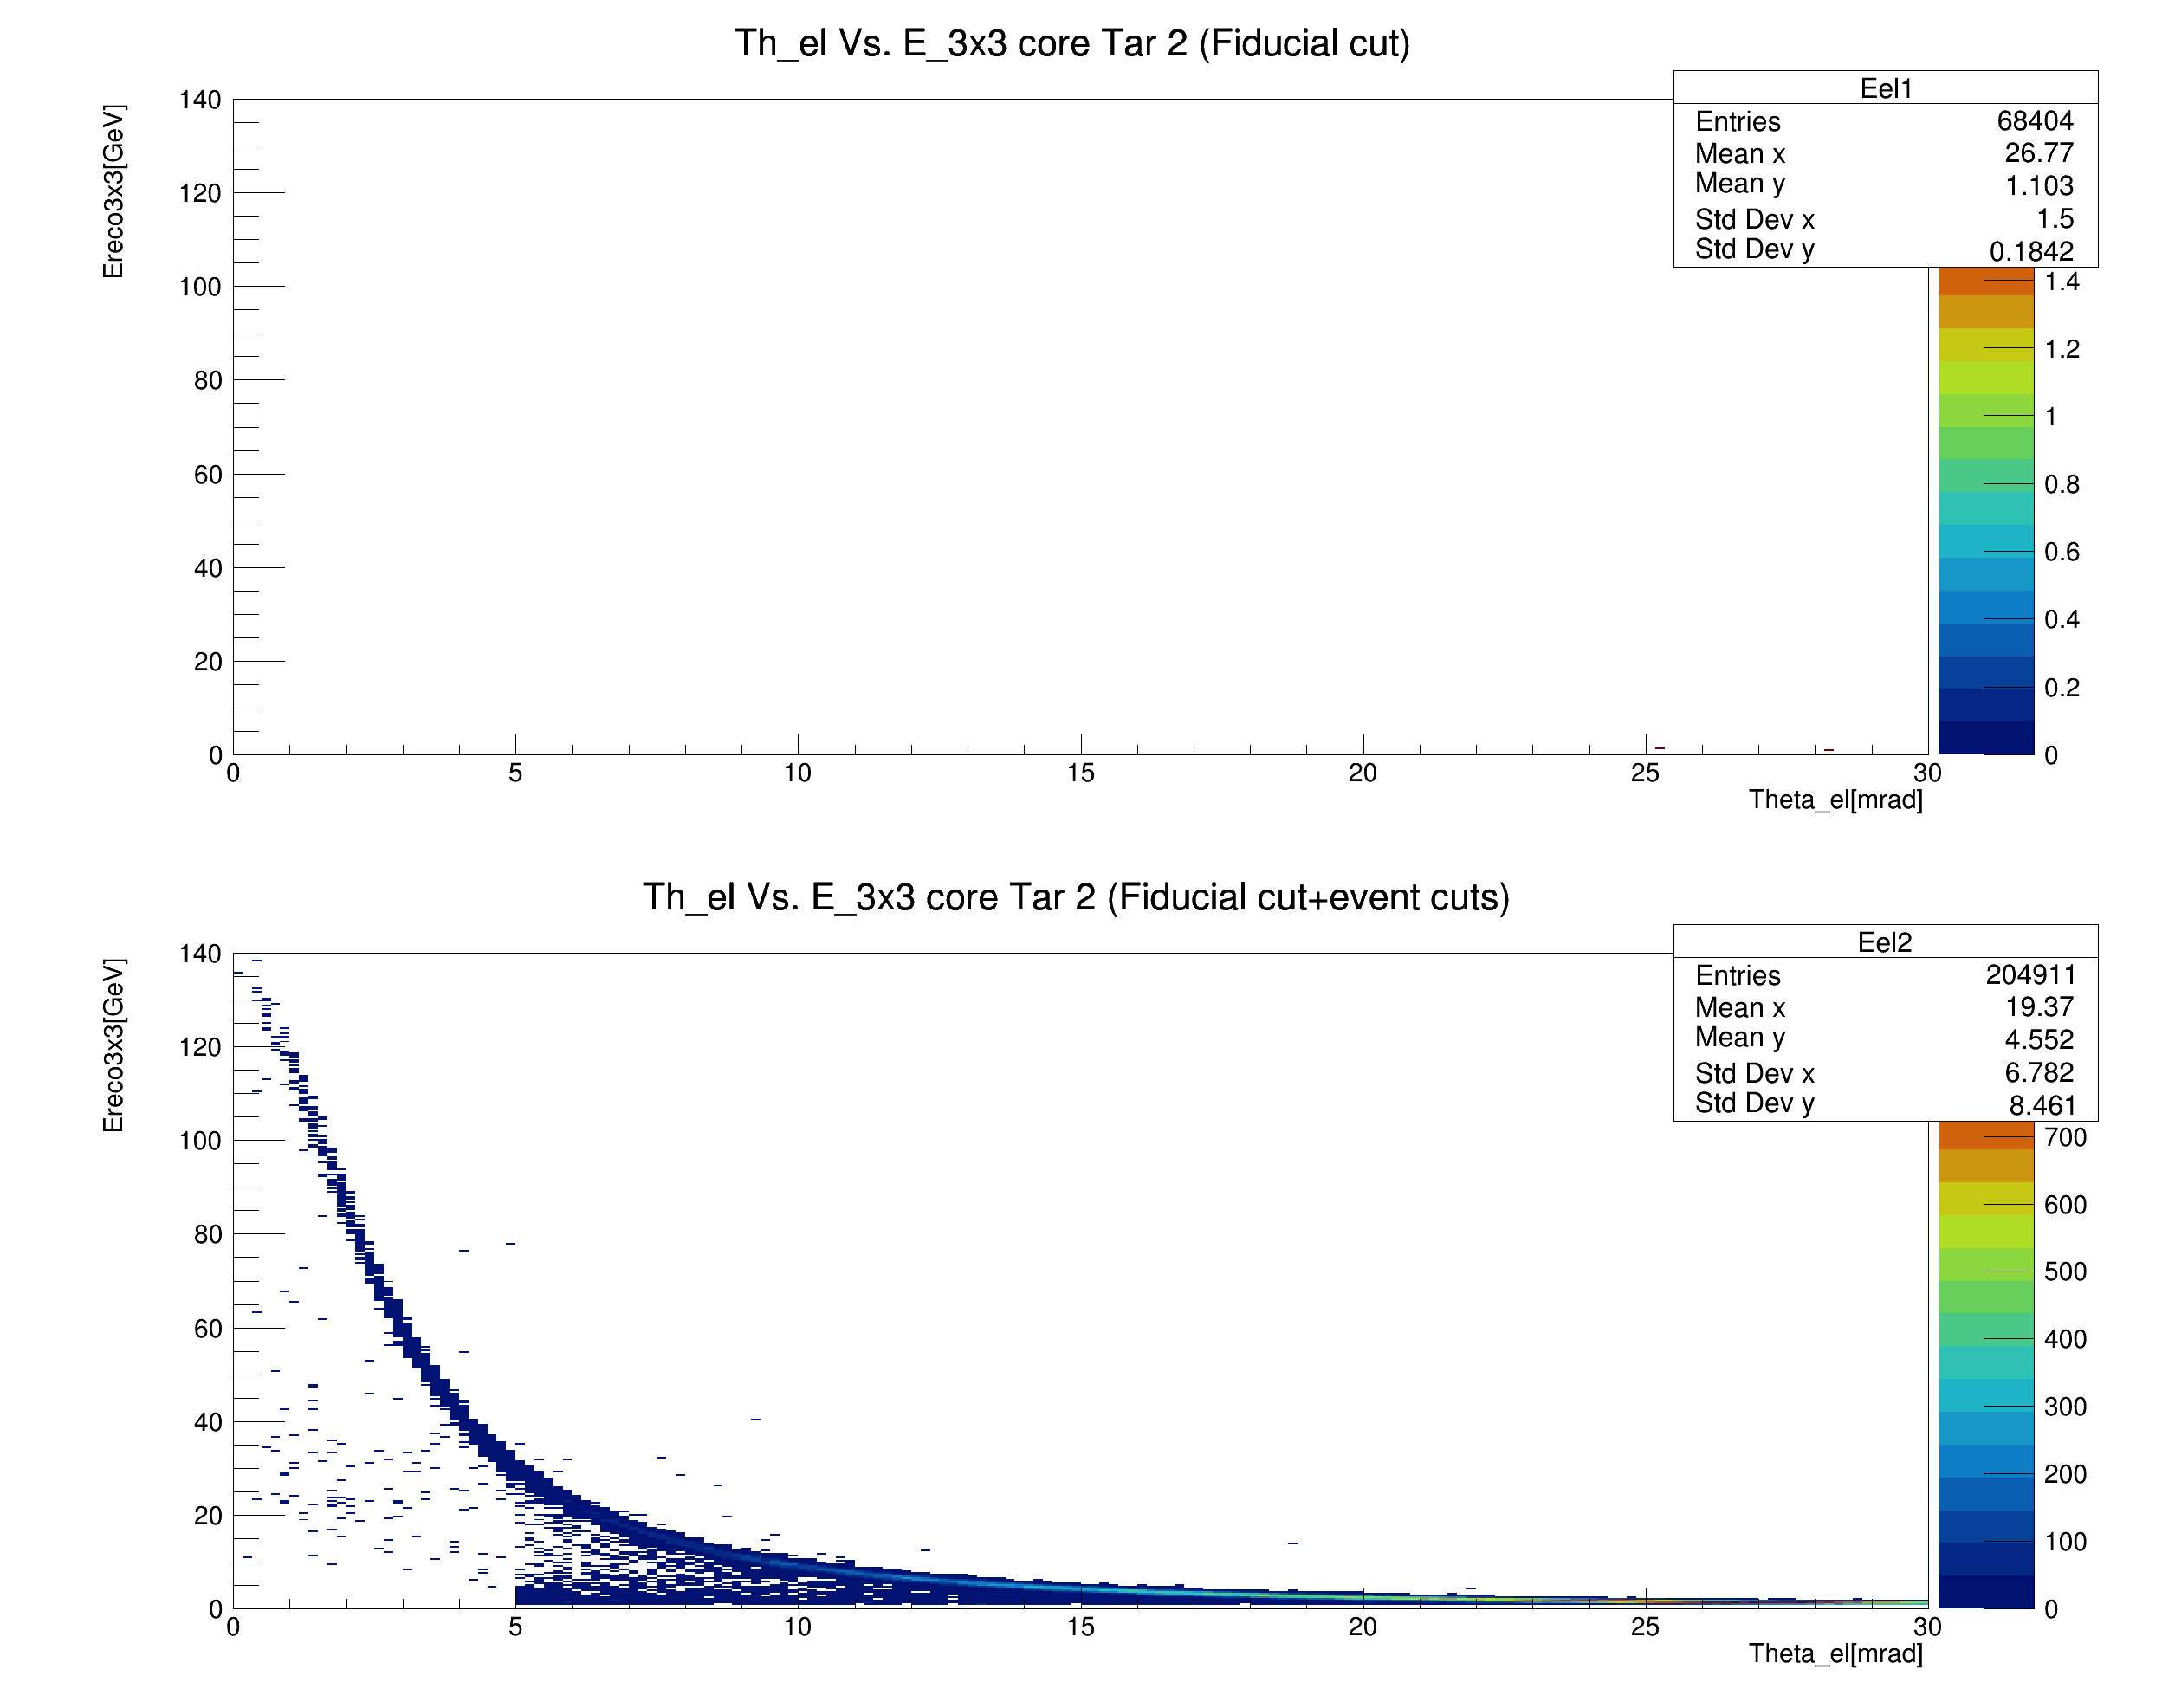 Th_el Vs. E_3x3 core Tar 2 (Fiducial cut)
Ereco3x3[GeV]
140
120
100
80
60
40
20
0
0 5 10 15 20 25 30
Theta_el[mrad]
Eel1
Entries 68404
Mean x 26.77
Mean y 1.103
Std Dev x 1.5
Std Dev y 0.1842
1.4
1.2
1
0.8
0.6
0.4
0.2
0
Th_el Vs. E_3x3 core Tar 2 (Fiducial cut+event cuts)
Ereco3x3[GeV]
140
120
100
80
60
40
20
0
0 5 10 15 20 25 30
Theta_el[mrad]
Eel2
Entries 204911
Mean x 19.37
Mean y 4.552
Std Dev x 6.782
Std Dev y 8.461
700
600
500
400
300
200
100
0